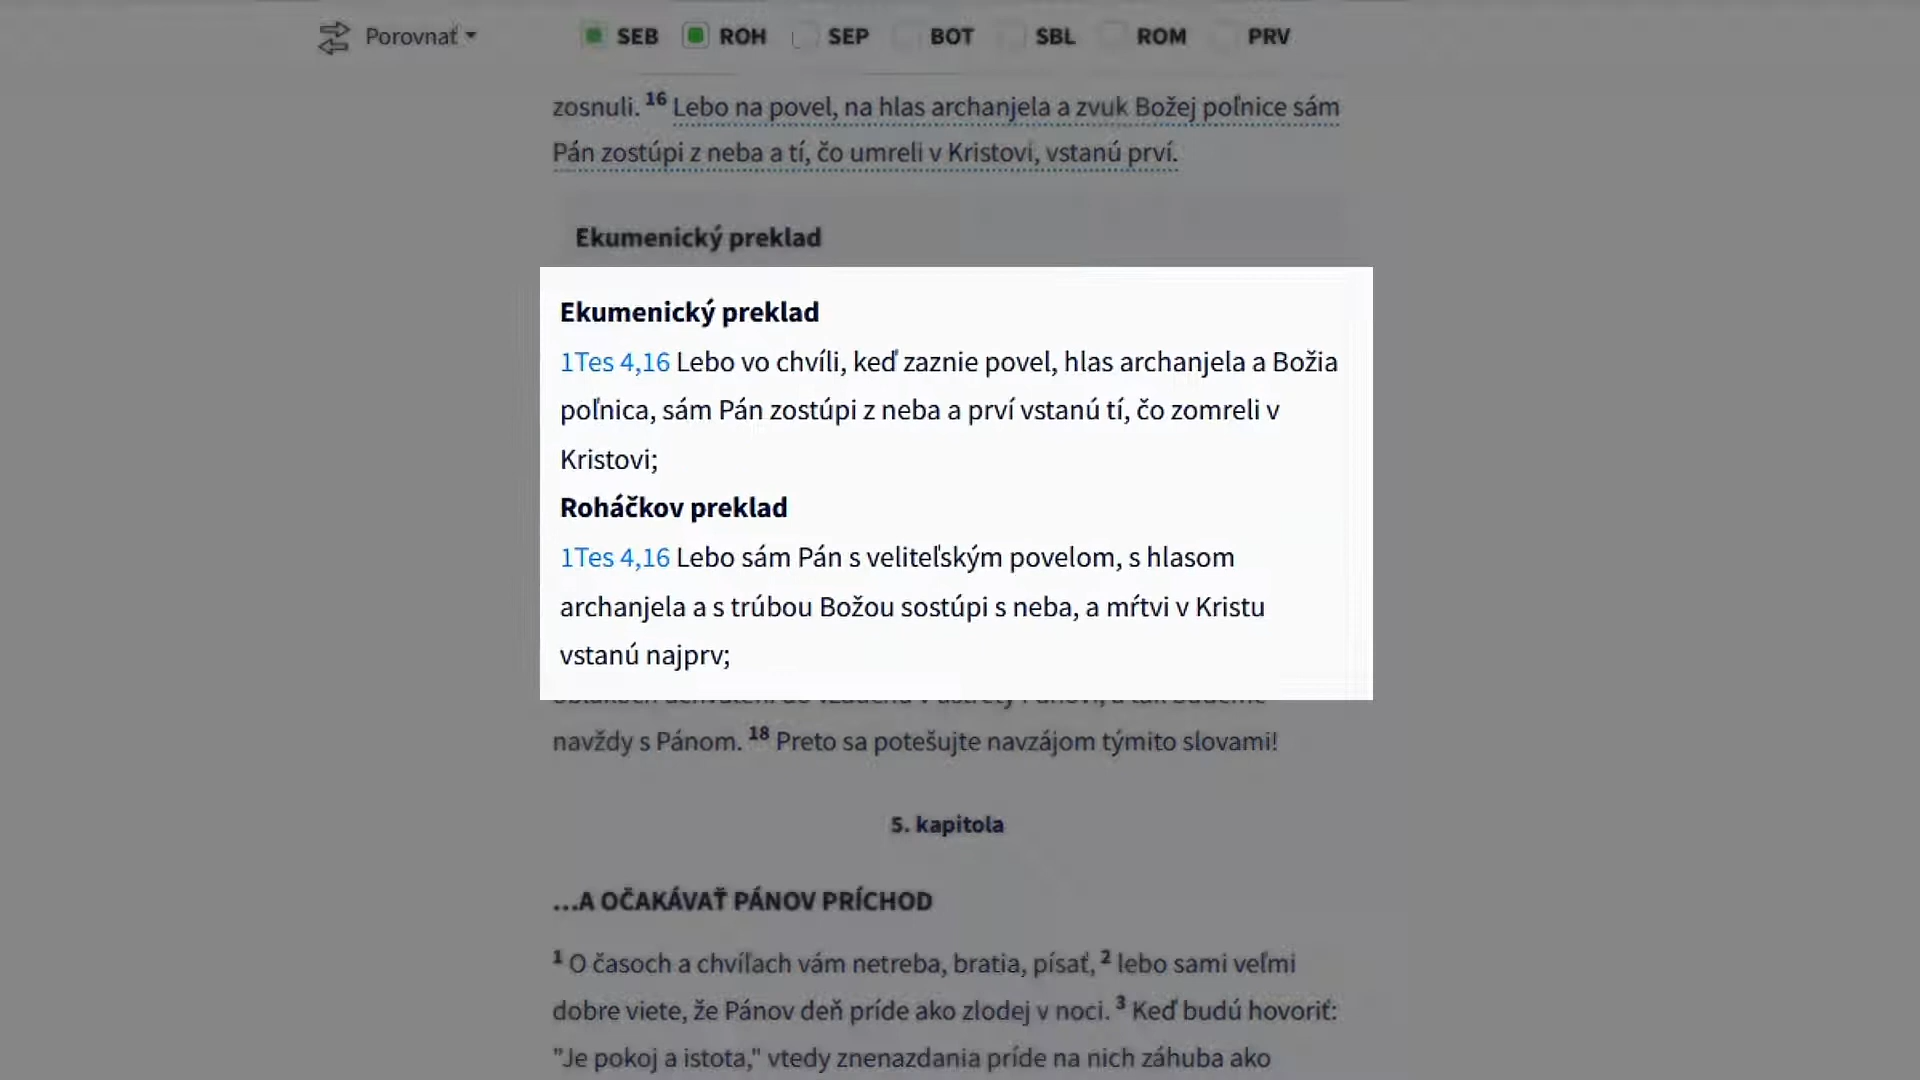 Porovnať SEB ROH SEP BOT SBL ROM PRV
zosnuli. 16 Lebo na povel, na hlas archanjela a zvuk Božej poľnice sám
Pán zostúpi z neba a tí, čo umreli v Kristovi, vstanú prví.
Ekumenický preklad
Ekumenický preklad
1Tes 4,16 Lebo vo chvíli, keď zaznie povel, hlas archanjela a Božia
poľnica, sám Pán zostúpi z neba a prví vstanú tí, čo zomreli v
Kristovi;
Roháčkov preklad
1Tes 4,16 Lebo sám Pán s veliteľským povelom, s hlasom
archanjela a s trúbou Božou sostúpi s neba, a mŕtvi v Kristu
vstanú najprv;
navždy s Pánom. 18 Preto sa potešujte navzájom týmito slovami!
5. kapitola
...A OČAKÁVAŤ PÁNOV PRÍCHOD
1 O časoch a chvíľach vám netreba, bratia, písať, 2 lebo sami veľmi
dobre viete, že Pánov deň príde ako zlodej v noci. 3 Keď budú hovoriť:
"Je pokoj a istota," vtedy znenazdania príde na nich záhuba ako